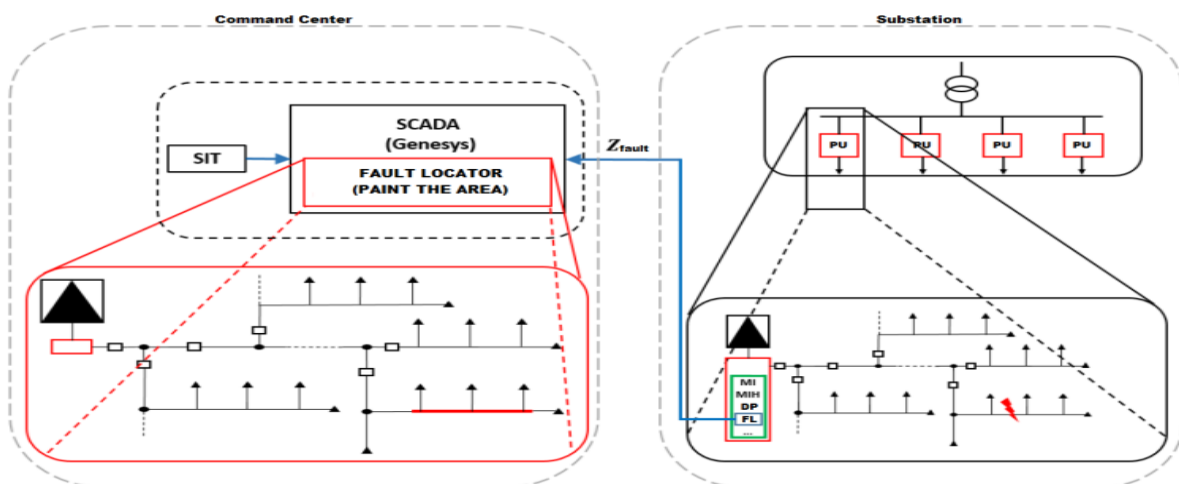 Command Center
SCADA
(Genesys)
SIT
FAULT LOCATOR
(PAINT THE AREA)
Zfault
Substation
PU PU PU PU
MI
MIH
DP
FL
...